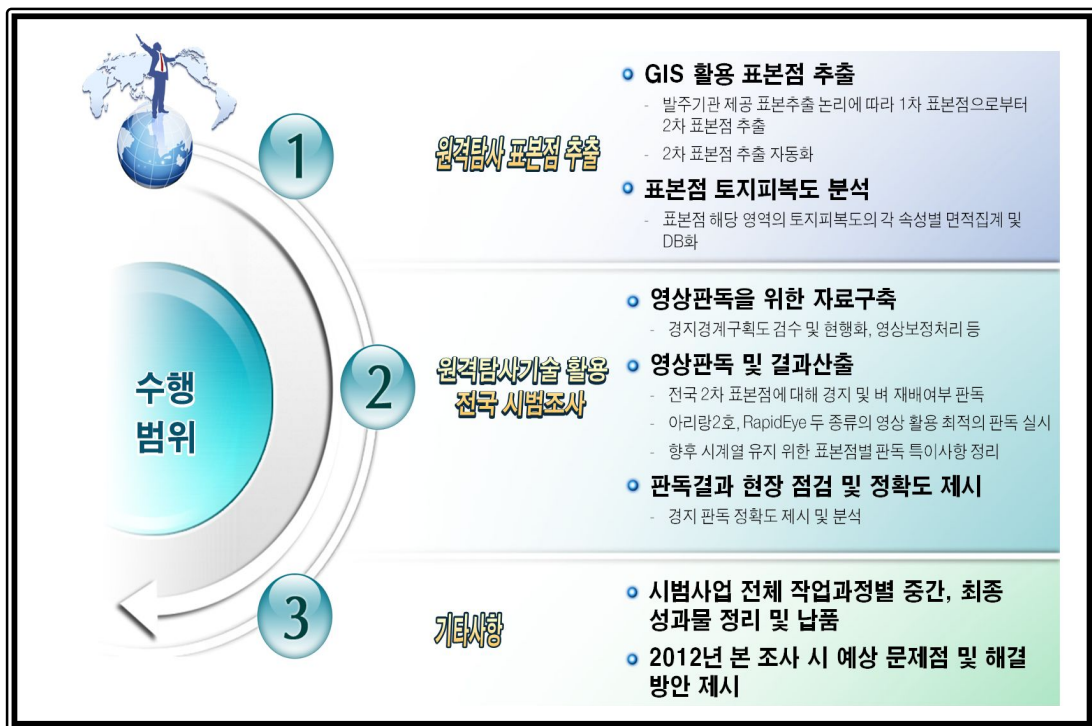 수행
범위
1
원격탐사 표본점 추출
GIS 활용 표본점 추출
- 발주기관 제공 표본추출 논리에 따라 1차 표본점으로부터
2차 표본점 추출
- 2차 표본점 추출 자동화
표본점 토지피복도 분석
- 표본점 해당 영역의 토지피복도의 각 속성별 면적집계 및
DB화
2
원격탐사기술 활용
전국 시범조사
영상판독을 위한 자료구축
- 경지경계구획도 검수 및 현행화, 영상보정처리 등
영상판독 및 결과산출
- 전국 2차 표본점에 대해 경지 및 벼 재배여부 판독
- 아리랑2호, RapidEye 두 종류의 영상 활용 최적의 판독 실시
- 향후 시계열 유지 위한 표본점별 판독 특이사항 정리
판독결과 현장 점검 및 정확도 제시
- 경지 판독 정확도 제시 및 분석
3
기타사항
시범사업 전체 작업과정별 중간, 최종
성과물 정리 및 납품
2012년 본 조사 시 예상 문제점 및 해결
방안 제시